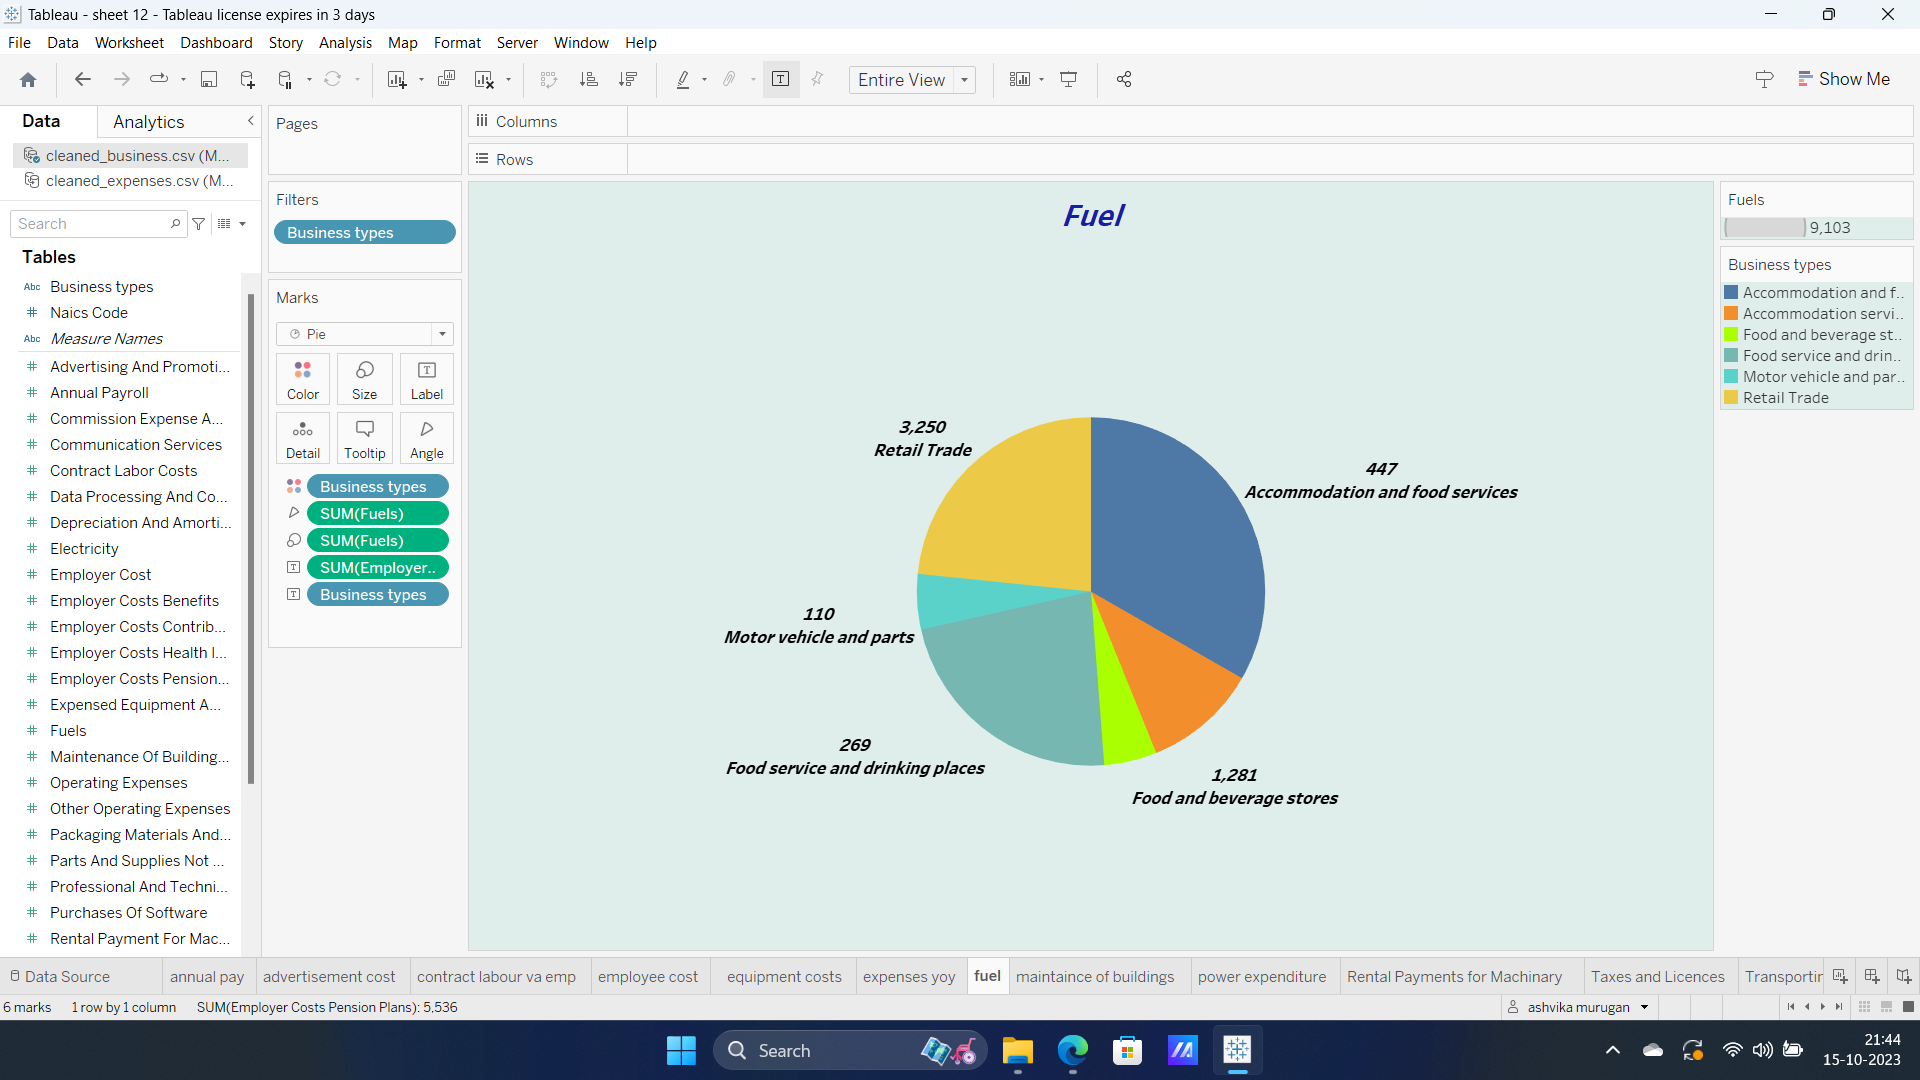 Tableau - sheet 12 - Tableau license expires in 3 days
File Data Worksheet Dashboard Story Analysis Map Format Server Window Help
Entire View
Show Me
Data Analytics
cleaned_business.csv (M...
cleaned_expenses.csv (M...
Search
Tables
Abc Business types
# Naics Code
Abc Measure Names
# Advertising And Promoti...
# Annual Payroll
# Commission Expense A...
# Communication Services
# Contract Labor Costs
# Data Processing And Co...
# Depreciation And Amorti...
# Electricity
# Employer Cost
# Employer Costs Benefits
# Employer Costs Contrib...
# Employer Costs Health I...
# Employer Costs Pension...
# Expensed Equipment A...
# Fuels
# Maintenance Of Building...
# Operating Expenses
# Other Operating Expenses
# Packaging Materials And...
# Parts And Supplies Not ...
# Professional And Techni...
# Purchases Of Software
# Rental Payment For Mac...
Pages
Filters
Business types
Marks
Pie
Color Size T Label
Detail Tooltip Angle
Business types
SUM(Fuels)
SUM(Fuels)
T SUM(Employer..
T Business types
Columns
Rows
Fuel
3,250
Retail Trade
447
Accommodation and food services
110
Motor vehicle and parts
269
Food service and drinking places
1,281
Food and beverage stores
Fuels
9,103
Business types
Accommodation and f..
Accommodation servi..
Food and beverage st..
Food service and drin..
Motor vehicle and par..
Retail Trade
Data Source annual pay advertisement cost contract labour va emp employee cost equipment costs expenses yoy fuel maintaince of buildings power expenditure Rental Payments for Machinary Taxes and Licences Transportin
6 marks 1 row by 1 column SUM(Employer Costs Pension Plans): 5,536
ashvika murugan
Search
21:44
15-10-2023